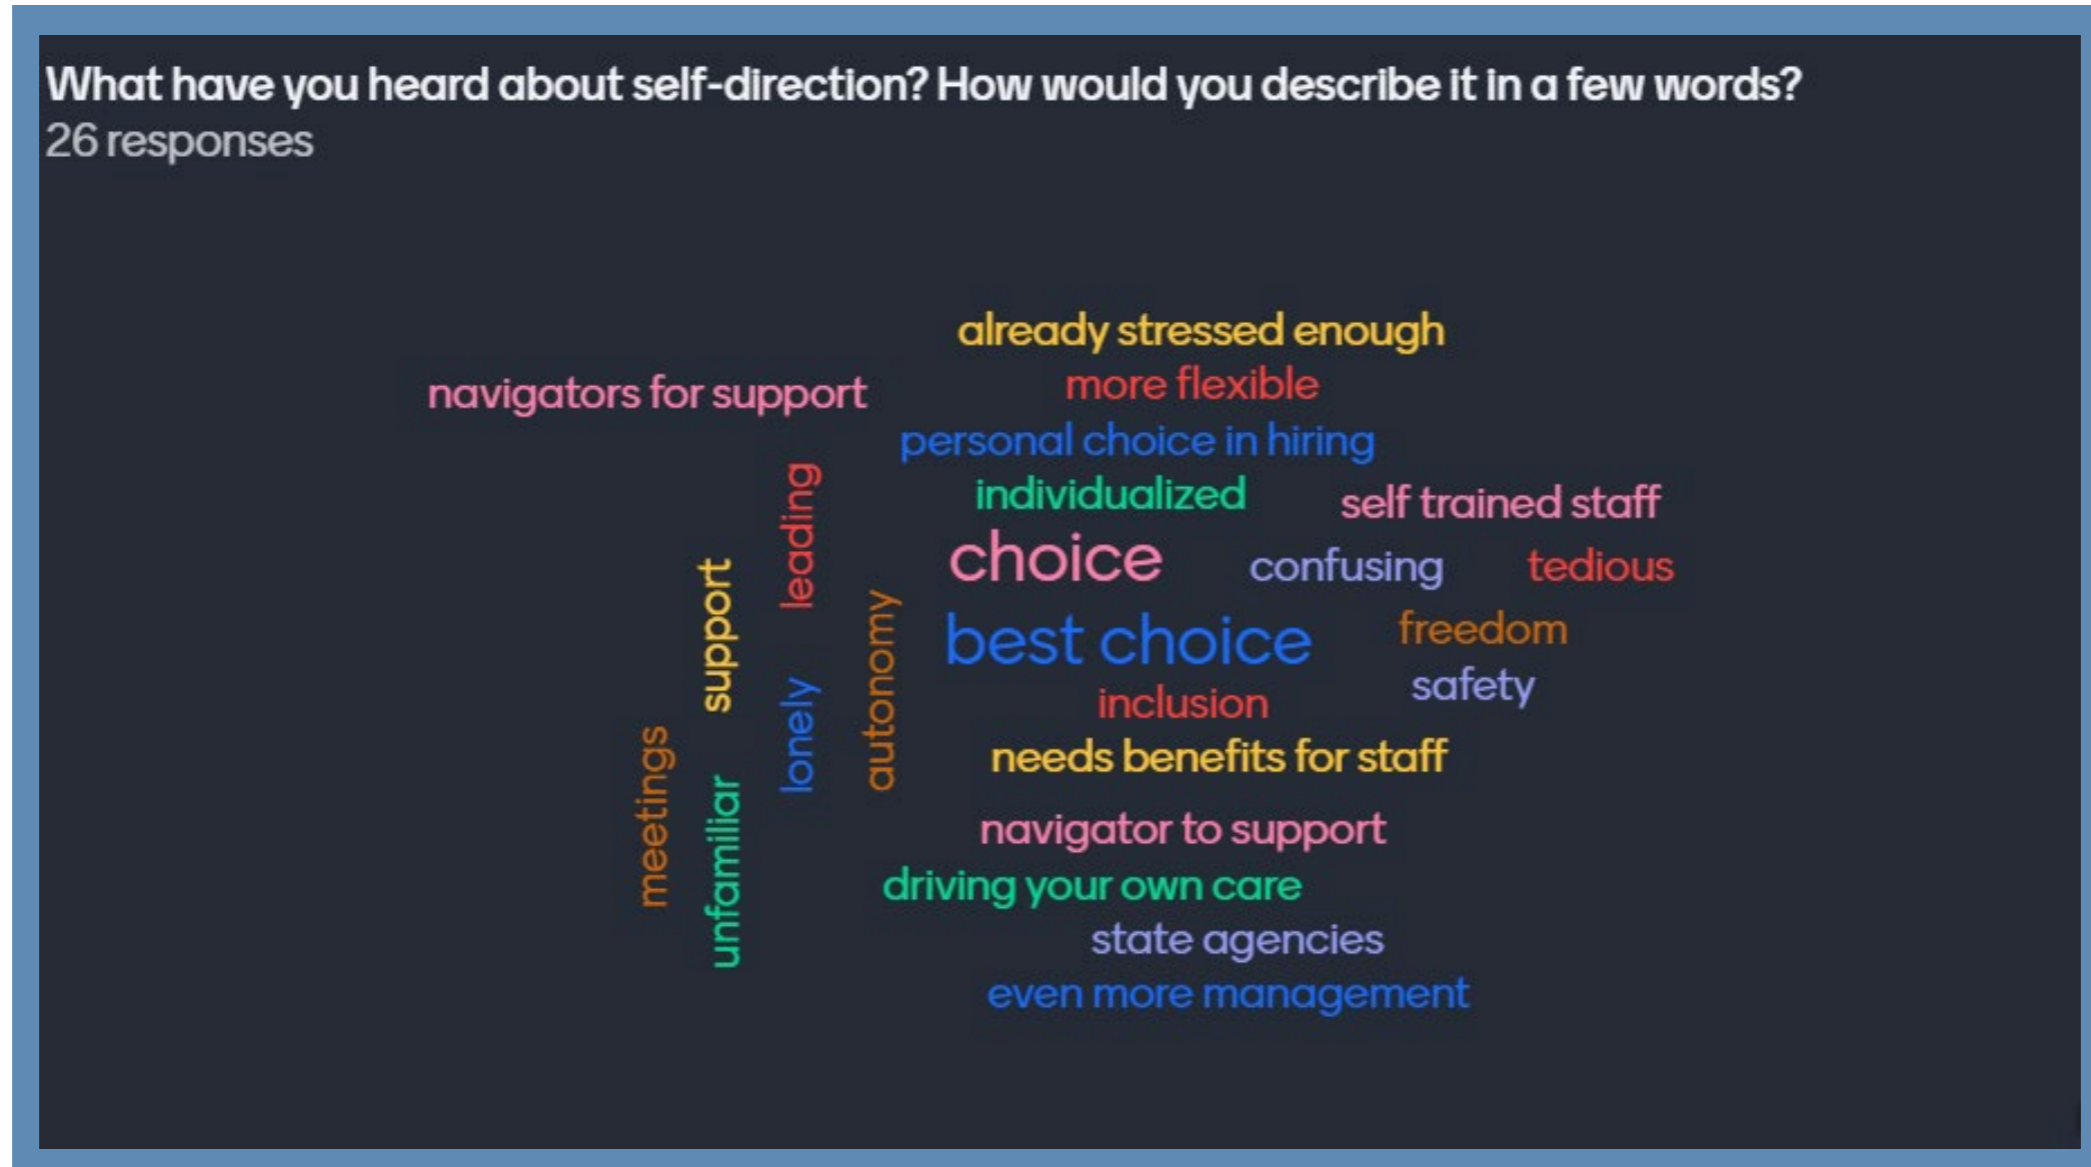 What have you heard about self-direction? How would you describe it in a few words?
26 responses
already stressed enough
navigators for support
more flexible
personal choice in hiring
leading
individualized
self trained staff
choice
confusing
tedious
support
autonomy
best choice
freedom
lonely
safety
inclusion
meetings
needs benefits for staff
unfamiliar
navigator to support
driving your own care
state agencies
even more management